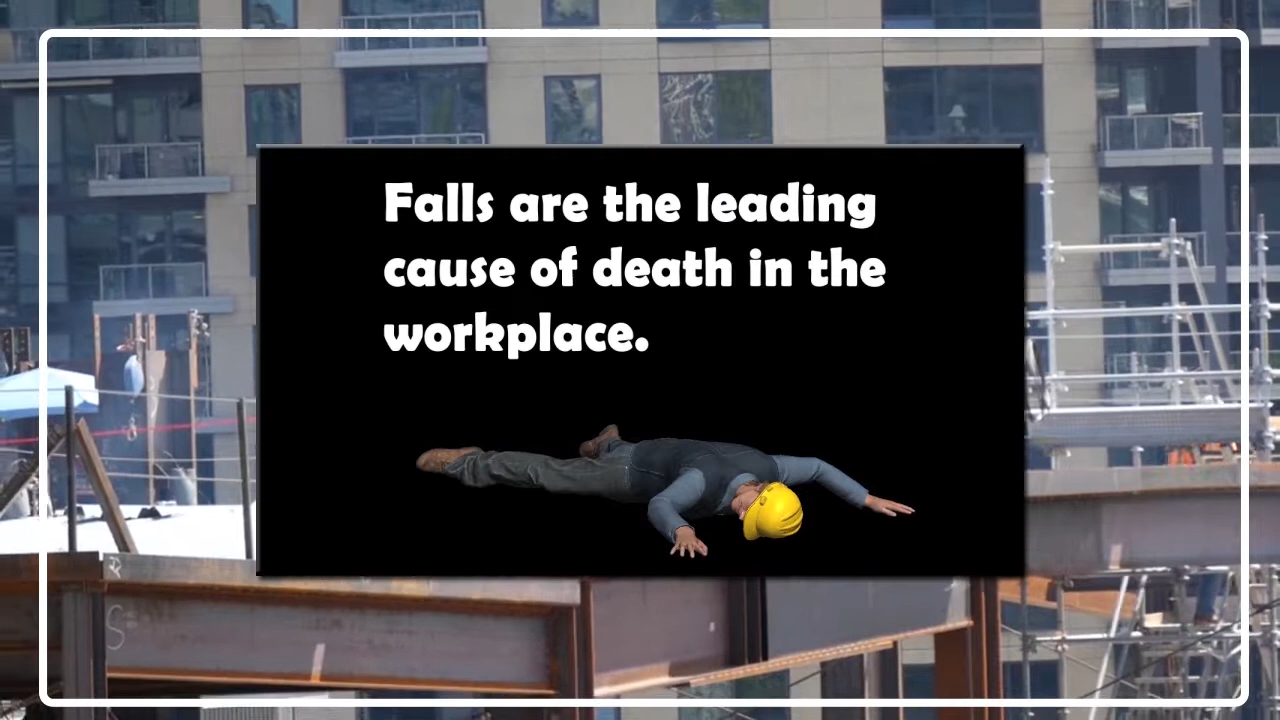 Falls are the leading
cause of death in the
workplace.